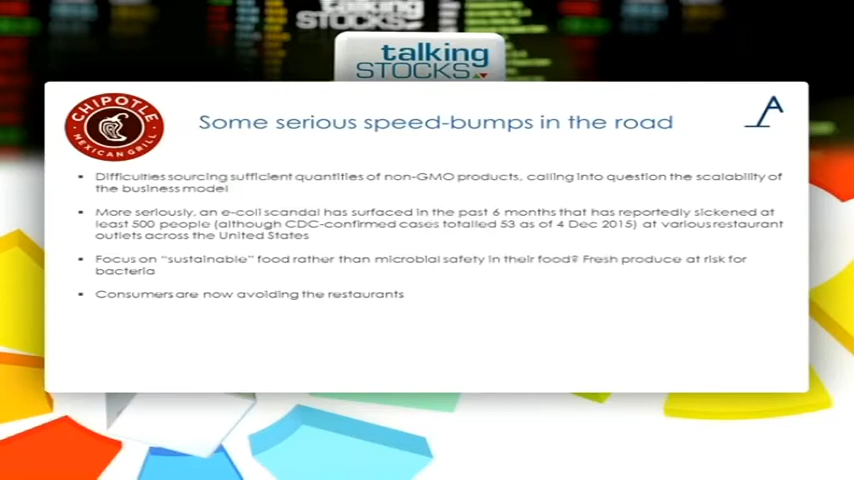 talking
STOCKS
talking
STOCKS
CHIPOTLE
MEXICAN GRILL
Some serious speed-bumps in the road
A
▪ Difficulties sourcing sufficient quantities of non-GMO products, calling into question the scalability of
the business model
▪ More seriously, an e-coli scandal has surfaced in the past 6 months that has reportedly sickened at
least 500 people (although CDC-confirmed cases totalled 53 as of 4 Dec 2015) at various restaurant
outlets across the United States
▪ Focus on “sustainable” food rather than microbial safety in their food? Fresh produce at risk for
bacteria
▪ Consumers are now avoiding the restaurants